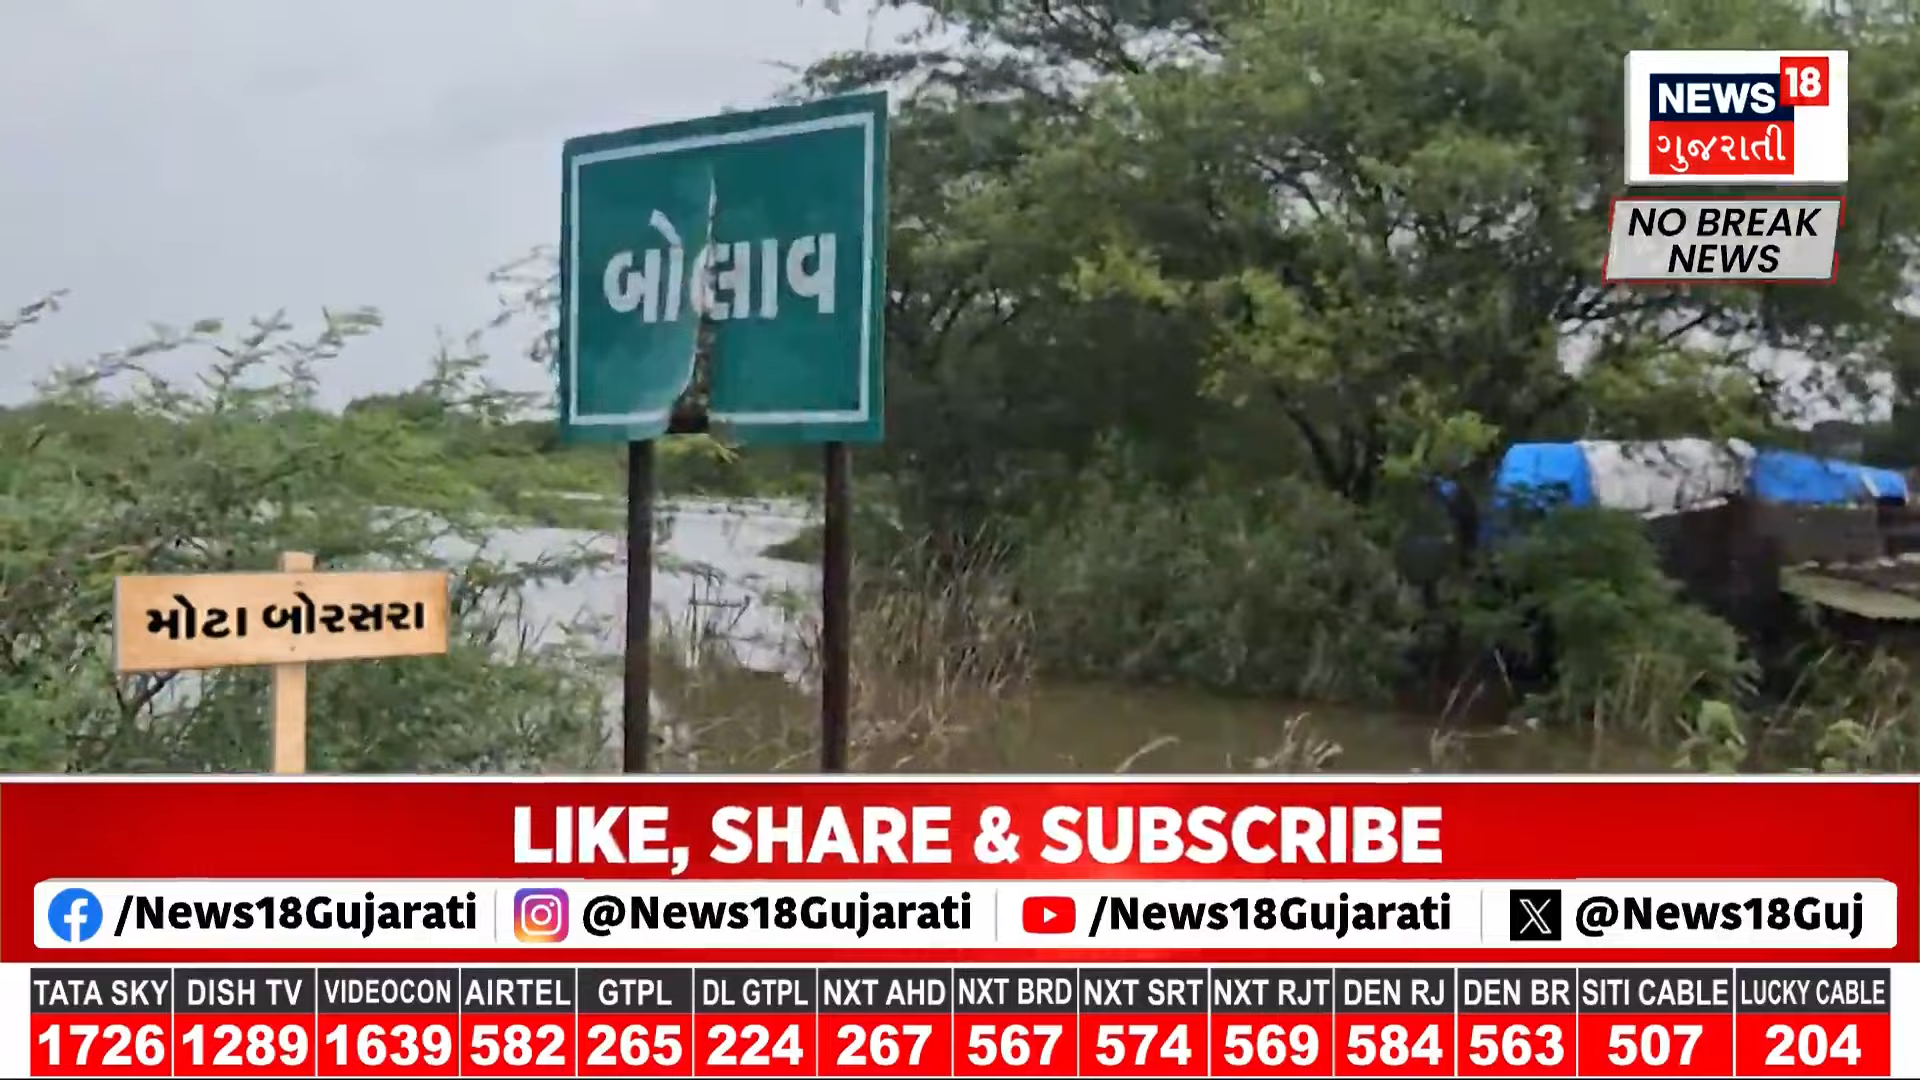 NEWS 18
ગુજરાતી
NO BREAK
NEWS
બોલાવ
મોટા બોરસરા
LIKE, SHARE & SUBSCRIBE
/News18Gujarati @News18Gujarati /News18Gujarati @News18Guj
TATA SKY DISH TV VIDEOCON AIRTEL GTPL DL GTPL NXT AHD NXT BRD NXT SRT NXT RJT DEN RJ DEN BR SITI CABLE LUCKY CABLE
1726 1289 1639 582 265 224 267 567 574 569 584 563 507 204